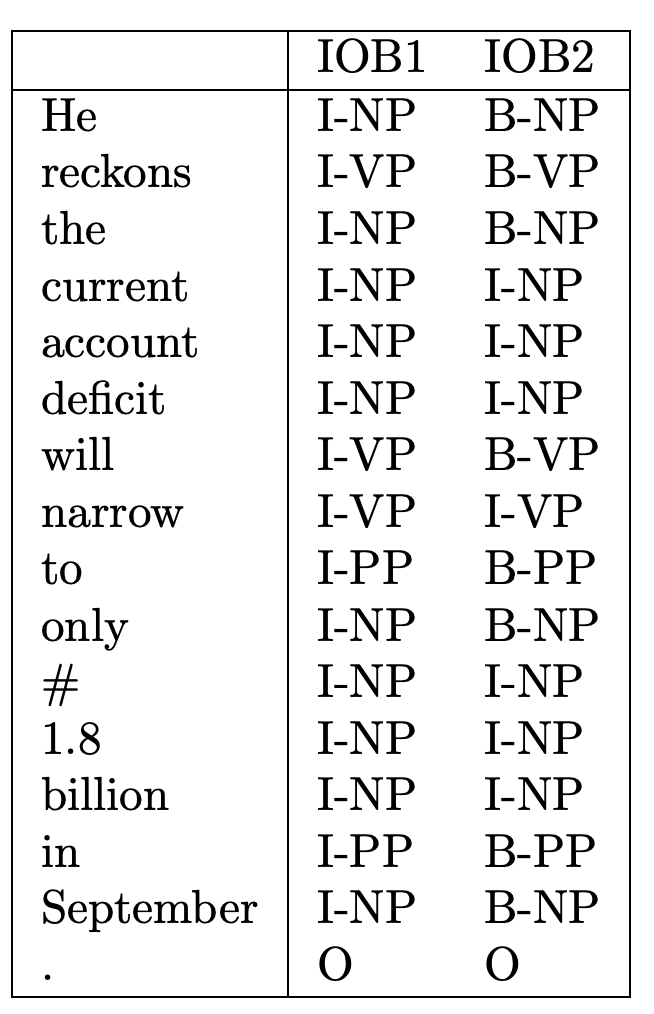 IOB1 IOB2
He I-NP B-NP
reckons I-VP B-VP
the I-NP B-NP
current I-NP I-NP
account I-NP I-NP
deficit I-NP I-NP
will I-VP B-VP
narrow I-VP I-VP
to I-PP B-PP
only I-NP B-NP
# I-NP I-NP
1.8 I-NP I-NP
billion I-NP I-NP
in I-PP B-PP
September I-NP B-NP
. O O